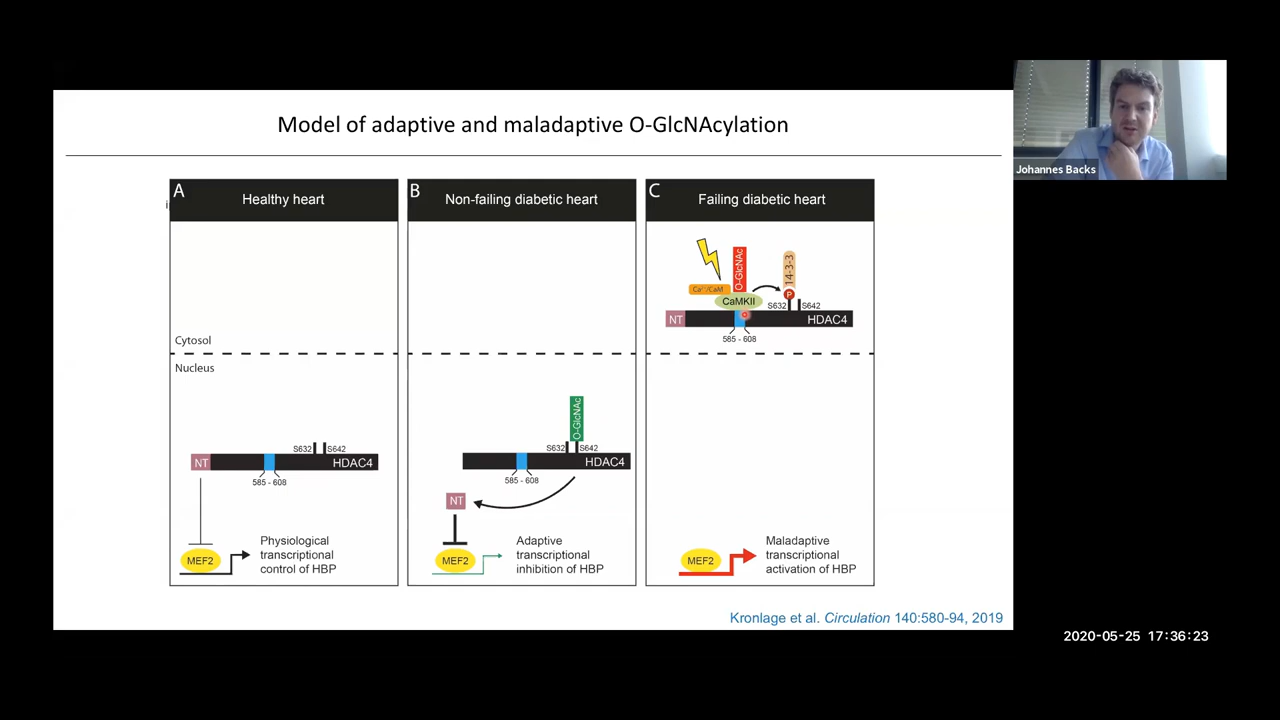 Model of adaptive and maladaptive O-GlcNAcylation
Johannes Backs
A
Healthy heart
Cytosol
Nucleus
S632
S642
NT
HDAC4
585 - 608
MEF2
Physiological
transcriptional
control of HBP
B
Non-failing diabetic heart
O-GlcNAc
S632
S642
HDAC4
585 - 608
NT
MEF2
Adaptive
transcriptional
inhibition of HBP
C
Failing diabetic heart
O-GlcNAc
14-3-3
Ca²⁺/CaM
CaMKII
P
S632
S642
NT
HDAC4
585 - 608
MEF2
Maladaptive
transcriptional
activation of HBP
Kronlage et al. Circulation 140:580-94, 2019
2020-05-25 17:36:23